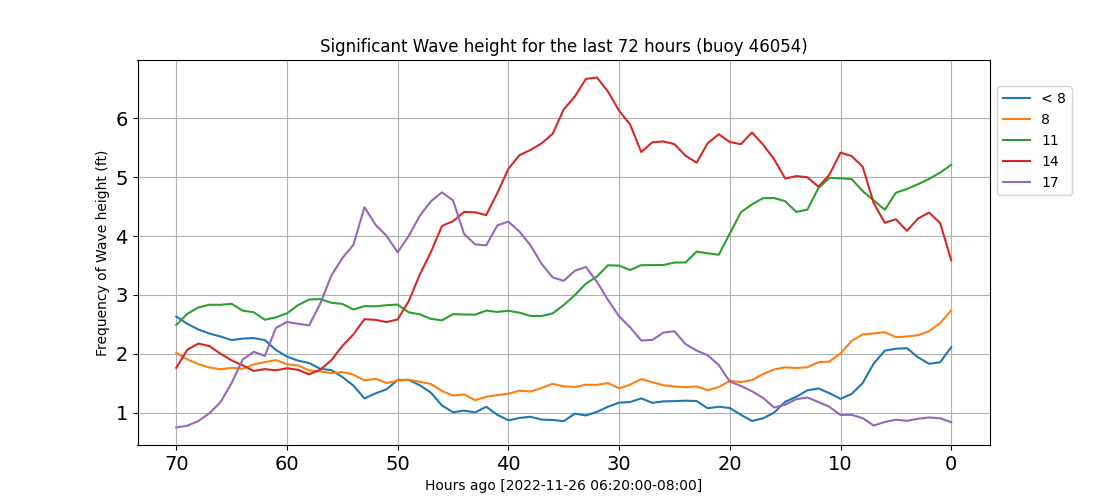 Significant Wave height for the last 72 hours (buoy 46054)
Frequency of Wave height (ft)
6
5
4
3
2
1
70 60 50 40 30 20 10 0
Hours ago [2022-11-26 06:20:00-08:00]
< 8
8
11
14
17